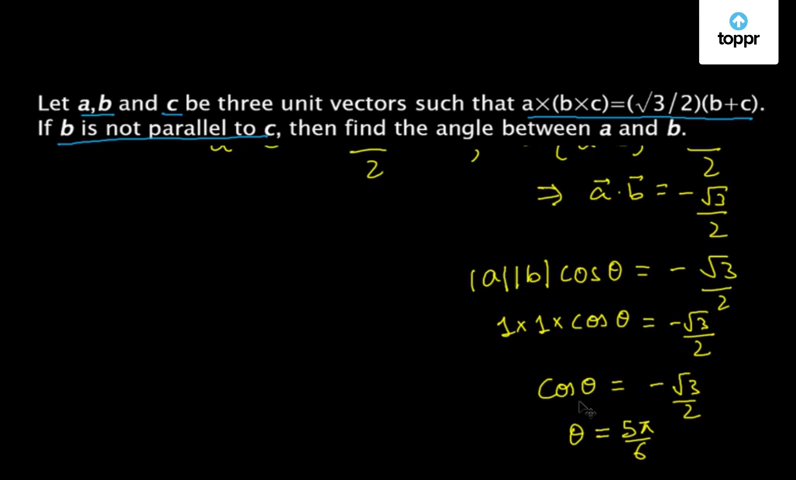 toppr
Let a,b and c be three unit vectors such that a×(b×c)=(√3/2)(b+c).
If b is not parallel to c, then find the angle between a and b.
2
2
⇒ a⃗ · b⃗ = - √3/2
|a||b| cos θ = - √3/2
1 × 1 × cos θ = -√3/2
cos θ = - √3/2
θ = 5π/6